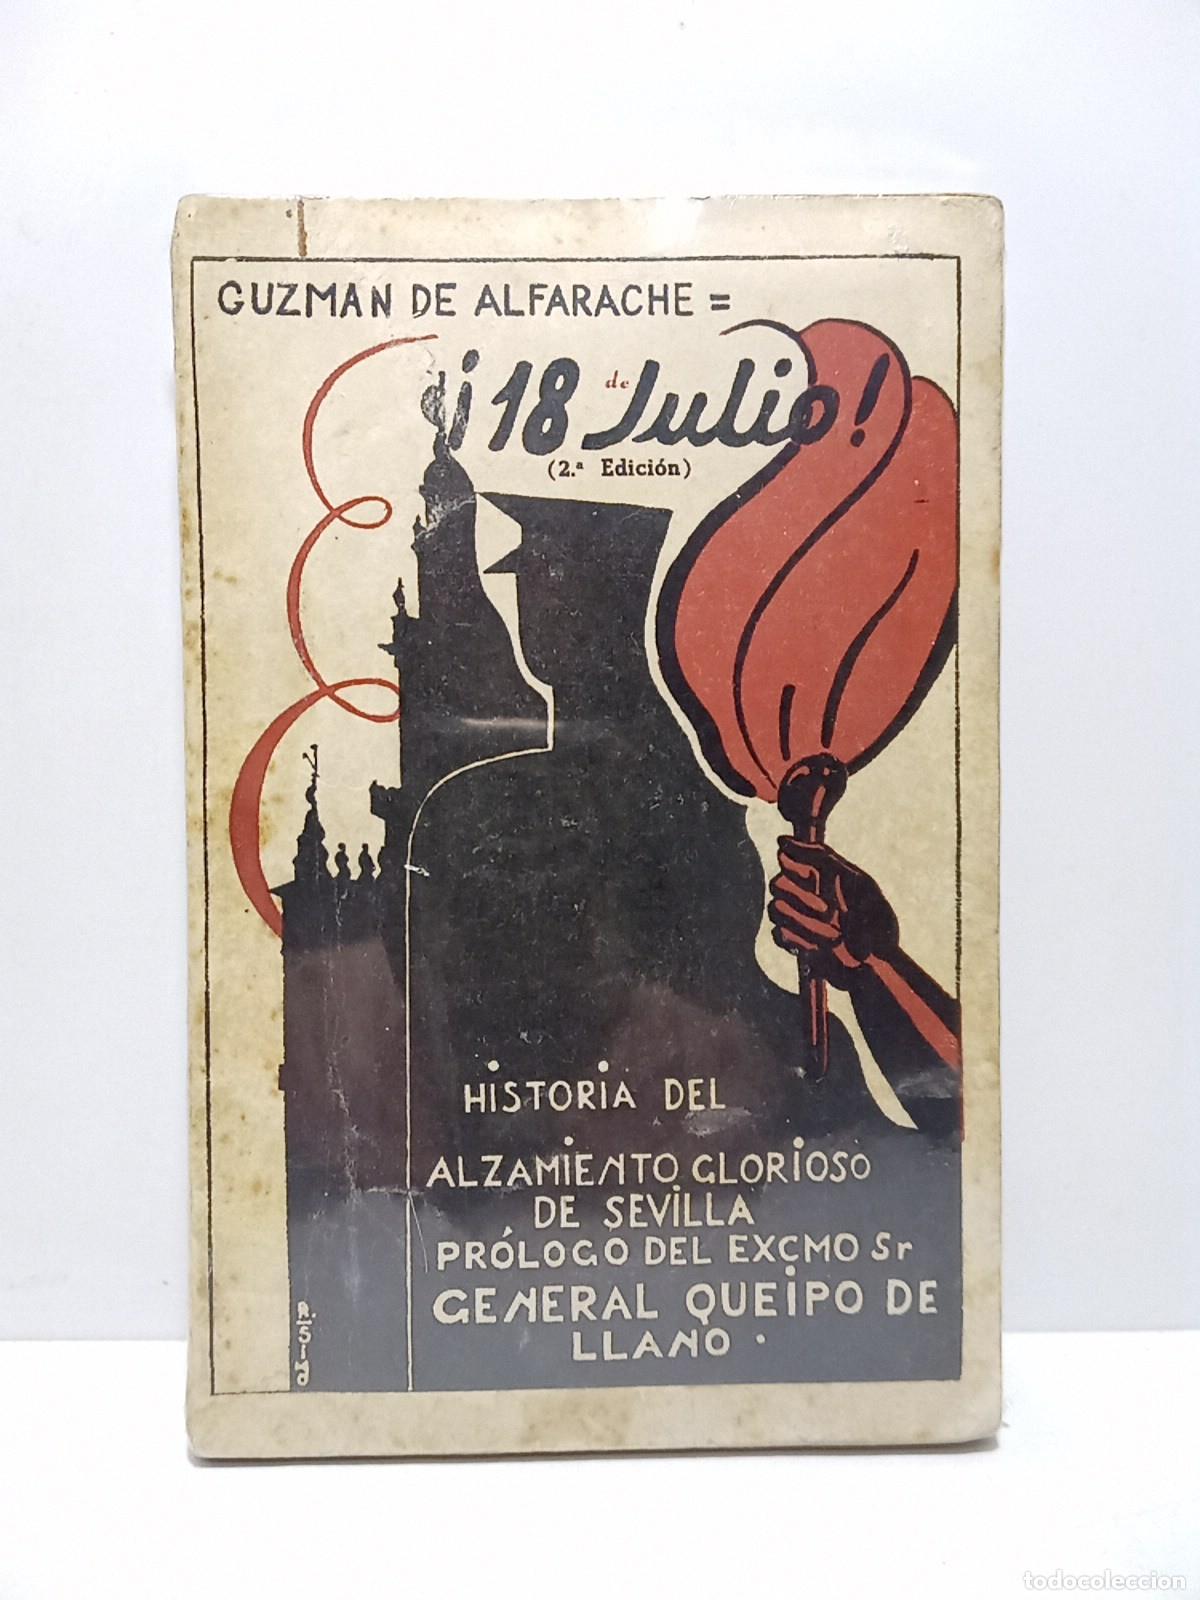 GUZMAN DE ALFARACHE =
¡18 de Julio!
(2.ª Edición)
HISTORIA DEL
ALZAMIENTO GLORIOSO
DE SEVILLA
PRÓLOGO DEL EXCMO Sr
GENERAL QUEIPO DE
LLANO.
todocoleccion